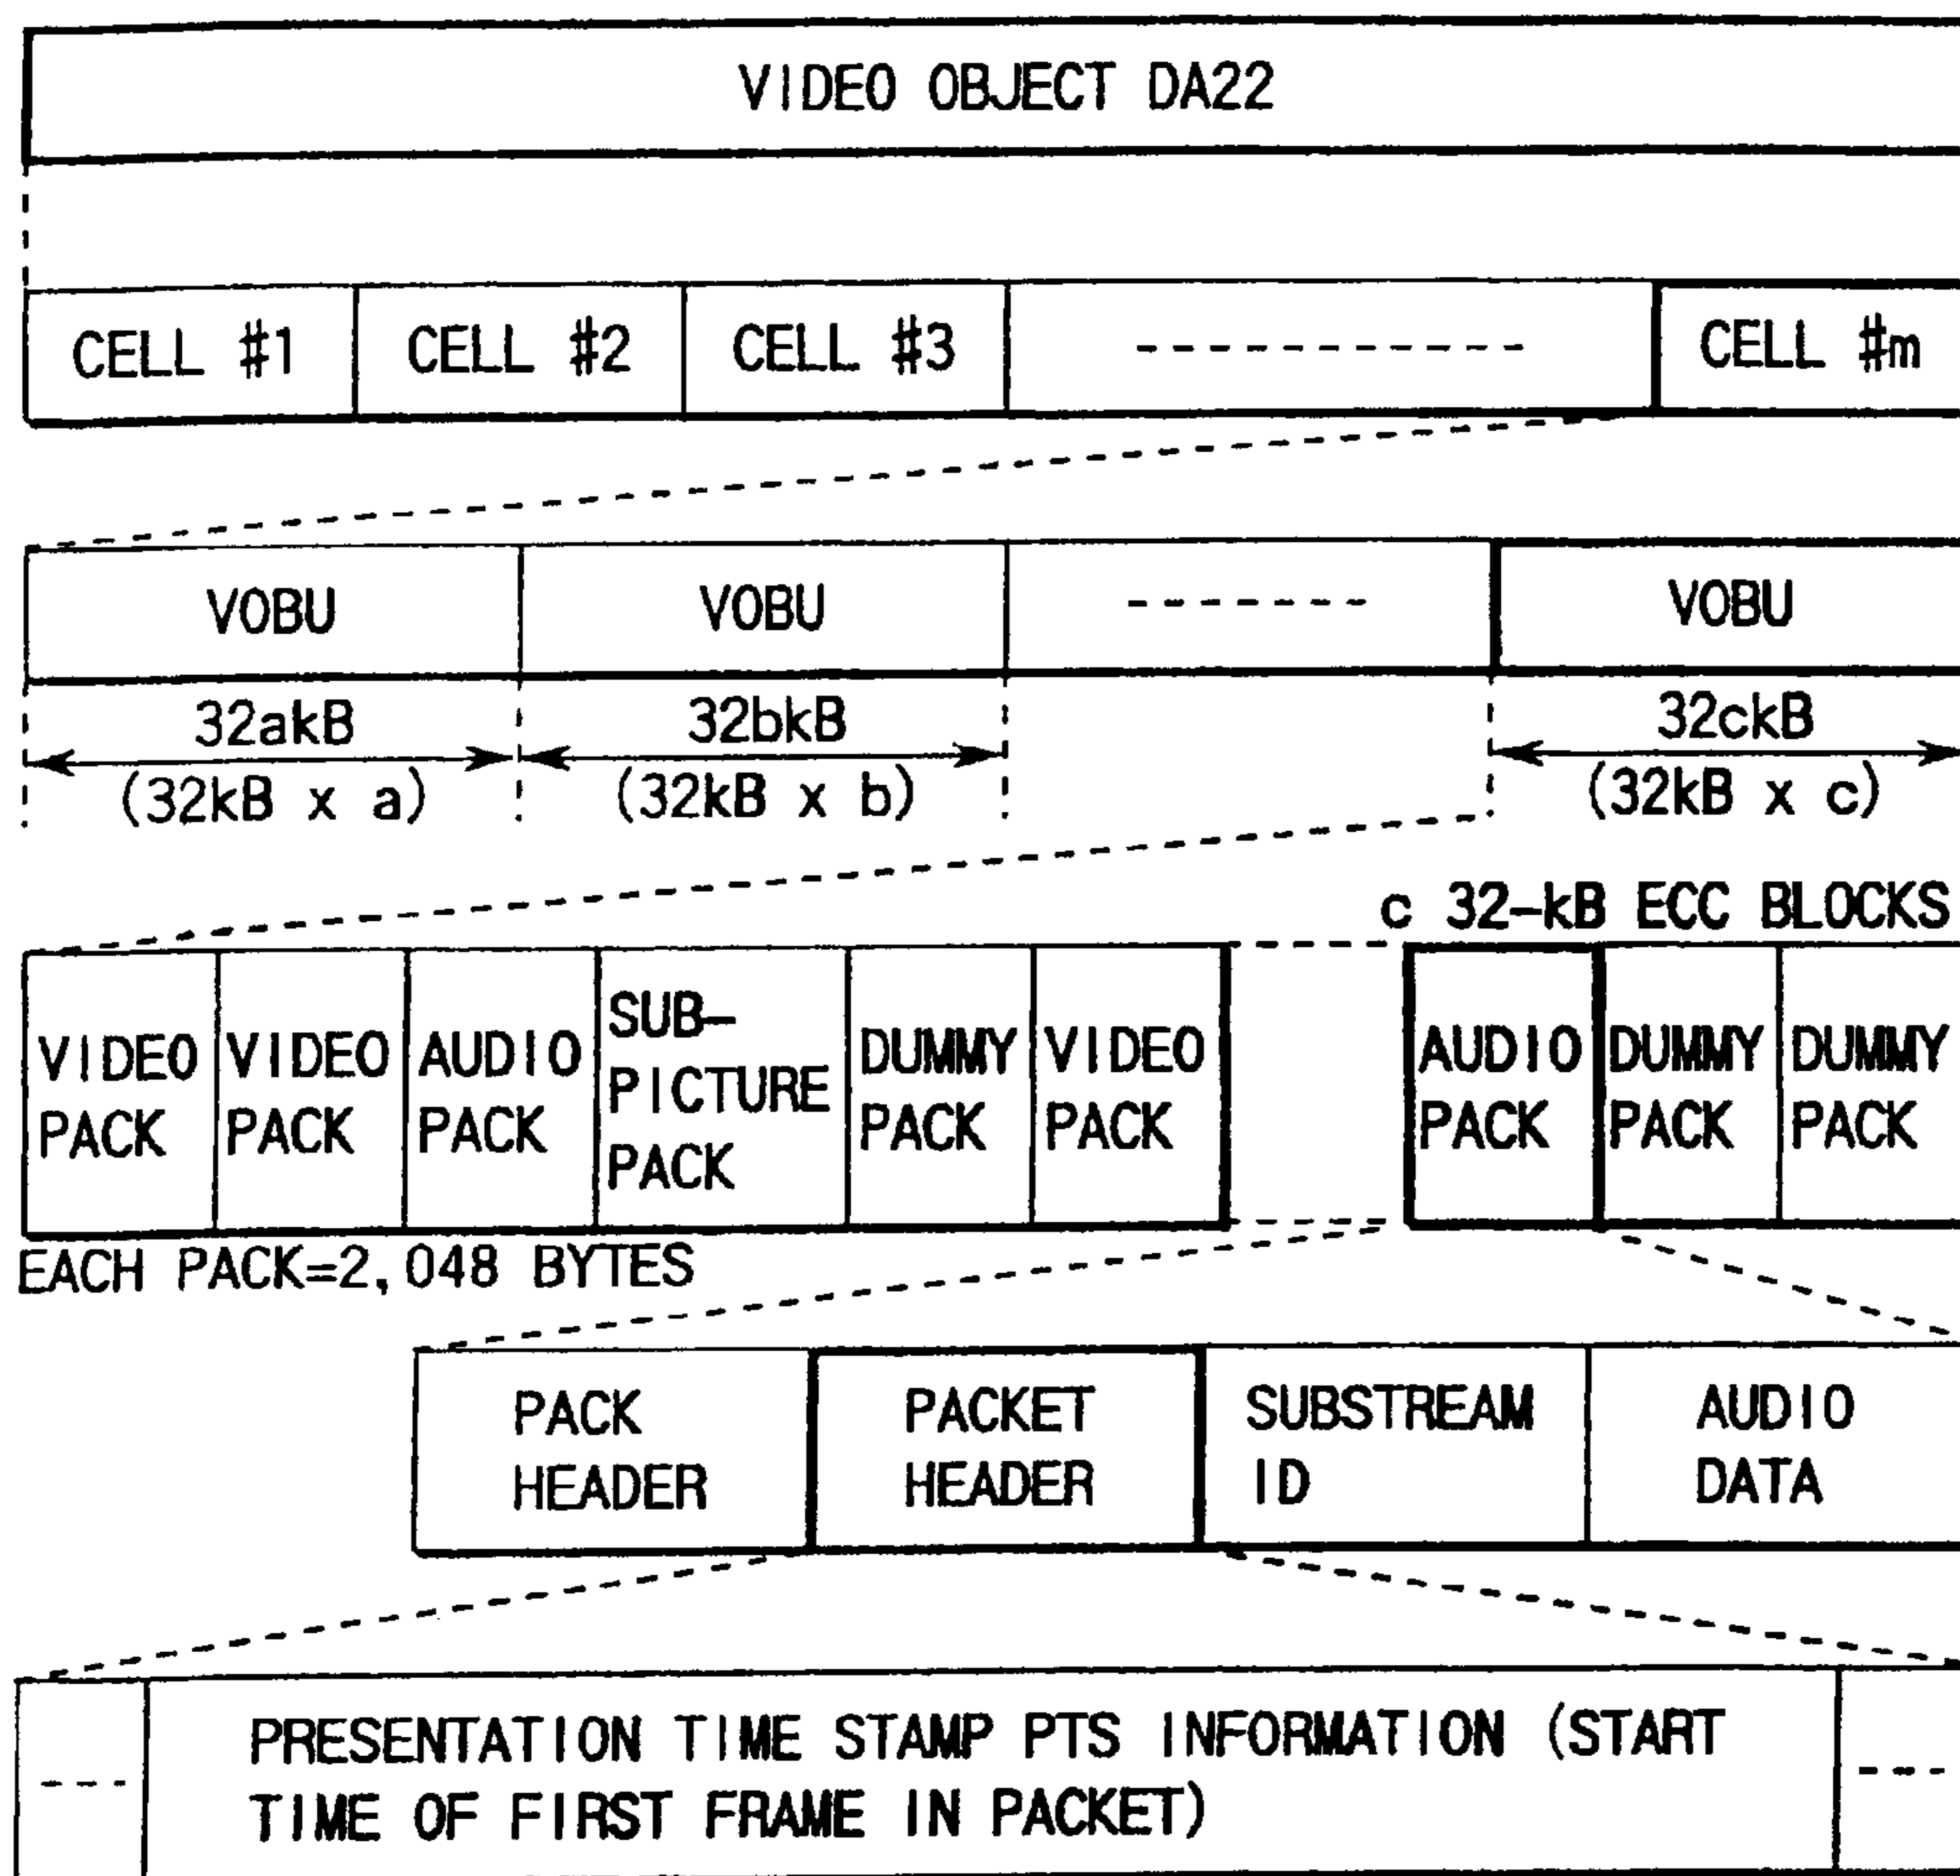 VIDEO OBJECT DA22
CELL #1 CELL #2 CELL #3 ----------- CELL #m
VOBU VOBU ------- VOBU
32akB 32bkB 32ckB
(32kB x a) (32kB x b) (32kB x c)
c 32-kB ECC BLOCKS
VIDEO
PACK
VIDEO
PACK
AUDIO
PACK
SUB-
PICTURE
PACK
DUMMY
PACK
VIDEO
PACK
AUDIO
PACK
DUMMY
PACK
DUMMY
PACK
EACH PACK=2,048 BYTES
PACK
HEADER
PACKET
HEADER
SUBSTREAM
ID
AUDIO
DATA
--- PRESENTATION TIME STAMP PTS INFORMATION (START ---
TIME OF FIRST FRAME IN PACKET)